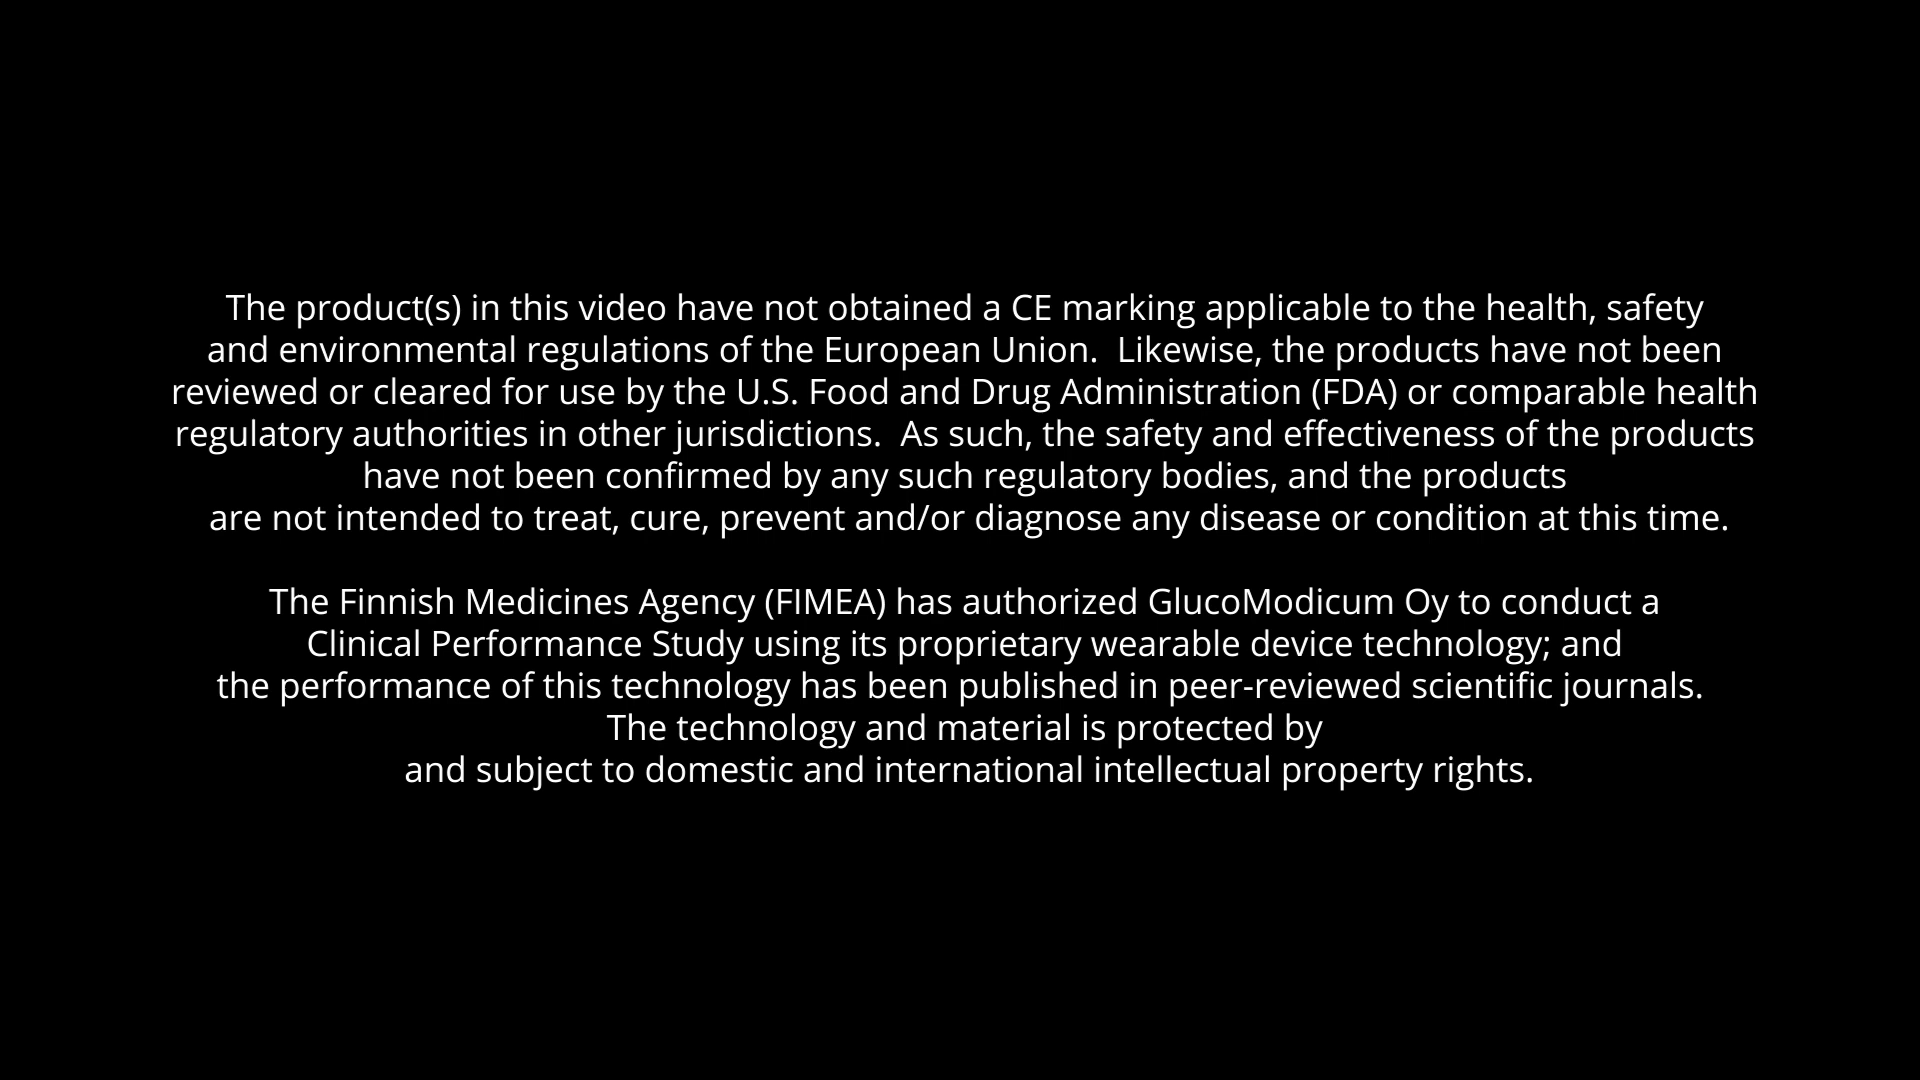 The product(s) in this video have not obtained a CE marking applicable to the health, safety
and environmental regulations of the European Union.  Likewise, the products have not been
reviewed or cleared for use by the U.S. Food and Drug Administration (FDA) or comparable health
regulatory authorities in other jurisdictions.  As such, the safety and effectiveness of the products
have not been confirmed by any such regulatory bodies, and the products
are not intended to treat, cure, prevent and/or diagnose any disease or condition at this time.

The Finnish Medicines Agency (FIMEA) has authorized GlucoModicum Oy to conduct a
Clinical Performance Study using its proprietary wearable device technology; and
the performance of this technology has been published in peer-reviewed scientific journals.
The technology and material is protected by
and subject to domestic and international intellectual property rights.